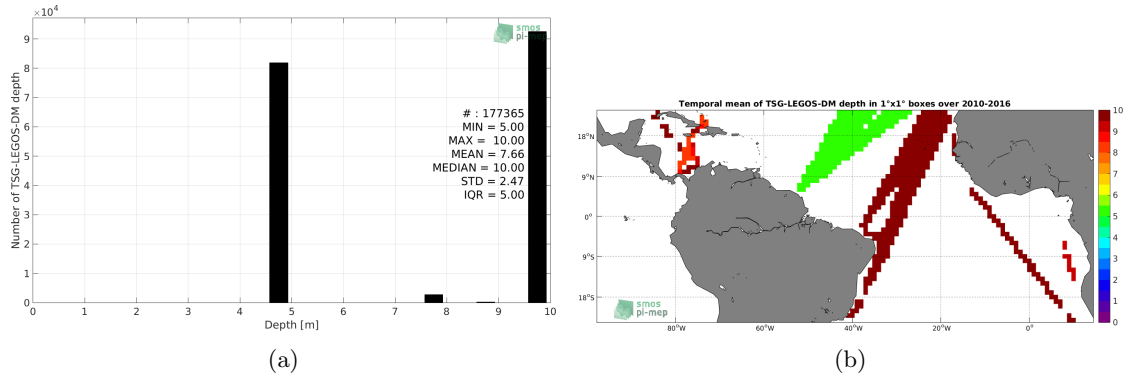 ×10⁴
smos
pi-mep
9
8
7
6
5
4
3
2
1
0
Number of TSG-LEGOS-DM depth
# : 177365
MIN = 5.00
MAX = 10.00
MEAN = 7.66
MEDIAN = 10.00
STD = 2.47
IQR = 5.00
0 1 2 3 4 5 6 7 8 9 10
Depth [m]
(a)
Temporal mean of TSG-LEGOS-DM depth in 1°x1° boxes over 2010-2016
18°N
9°N
0°
9°S
18°S
80°W 60°W 40°W 20°W 0°
smos
pi-mep
10
9
8
7
6
5
4
3
2
1
0
(b)